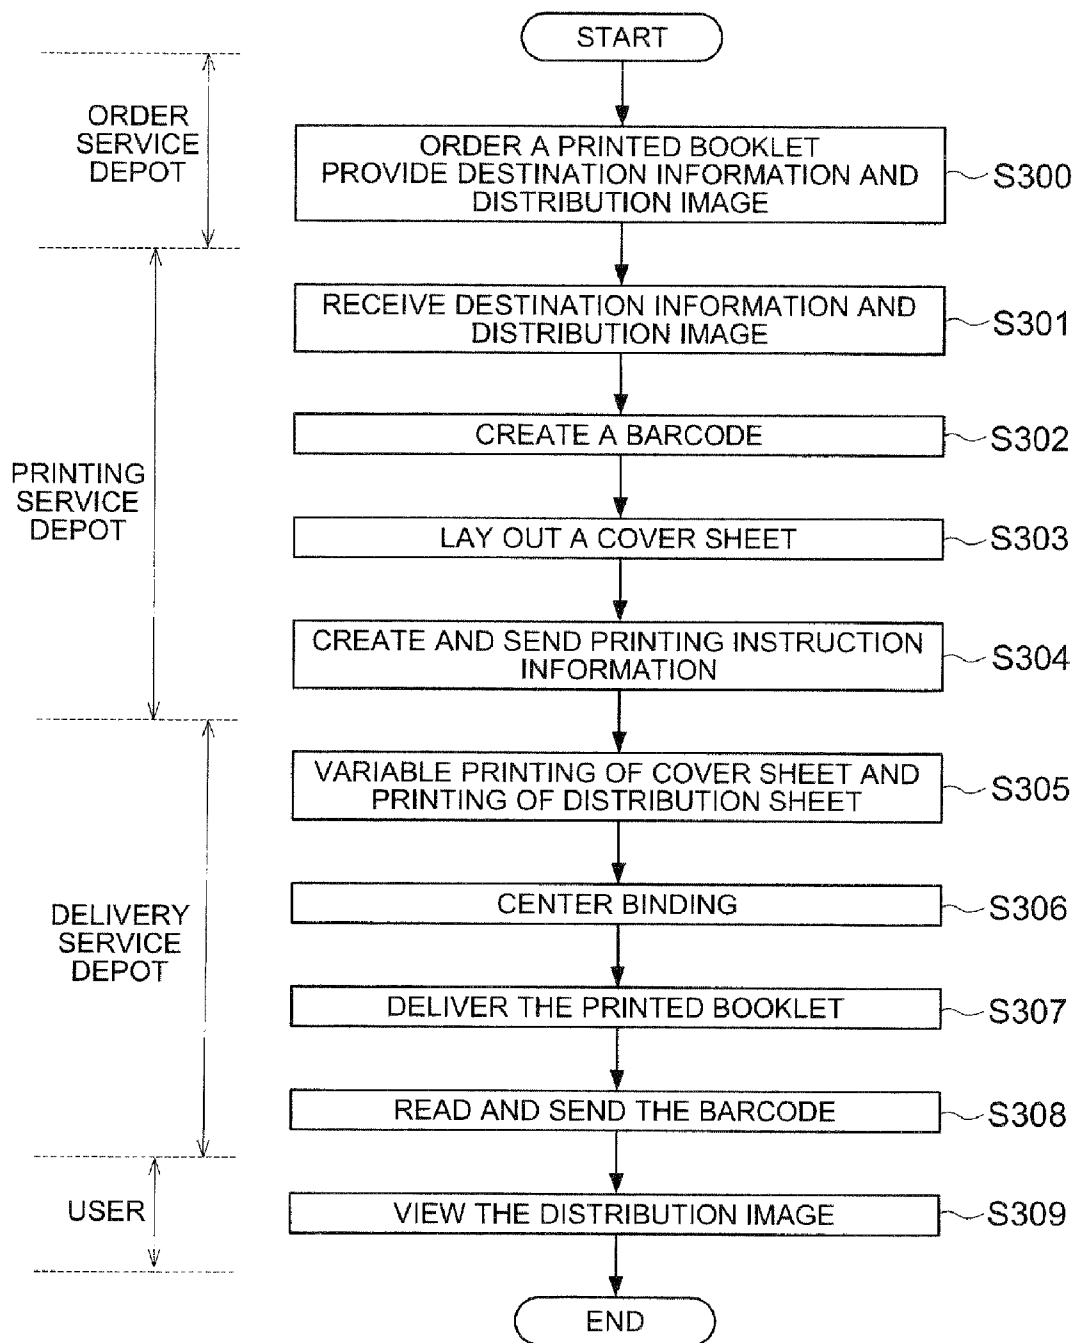 START
ORDER
SERVICE
DEPOT
ORDER A PRINTED BOOKLET
PROVIDE DESTINATION INFORMATION AND
DISTRIBUTION IMAGE
S300
RECEIVE DESTINATION INFORMATION AND
DISTRIBUTION IMAGE
S301
CREATE A BARCODE
S302
PRINTING
SERVICE
DEPOT
LAY OUT A COVER SHEET
S303
CREATE AND SEND PRINTING INSTRUCTION
INFORMATION
S304
VARIABLE PRINTING OF COVER SHEET AND
PRINTING OF DISTRIBUTION SHEET
S305
CENTER BINDING
S306
DELIVERY
SERVICE
DEPOT
DELIVER THE PRINTED BOOKLET
S307
READ AND SEND THE BARCODE
S308
USER
VIEW THE DISTRIBUTION IMAGE
S309
END